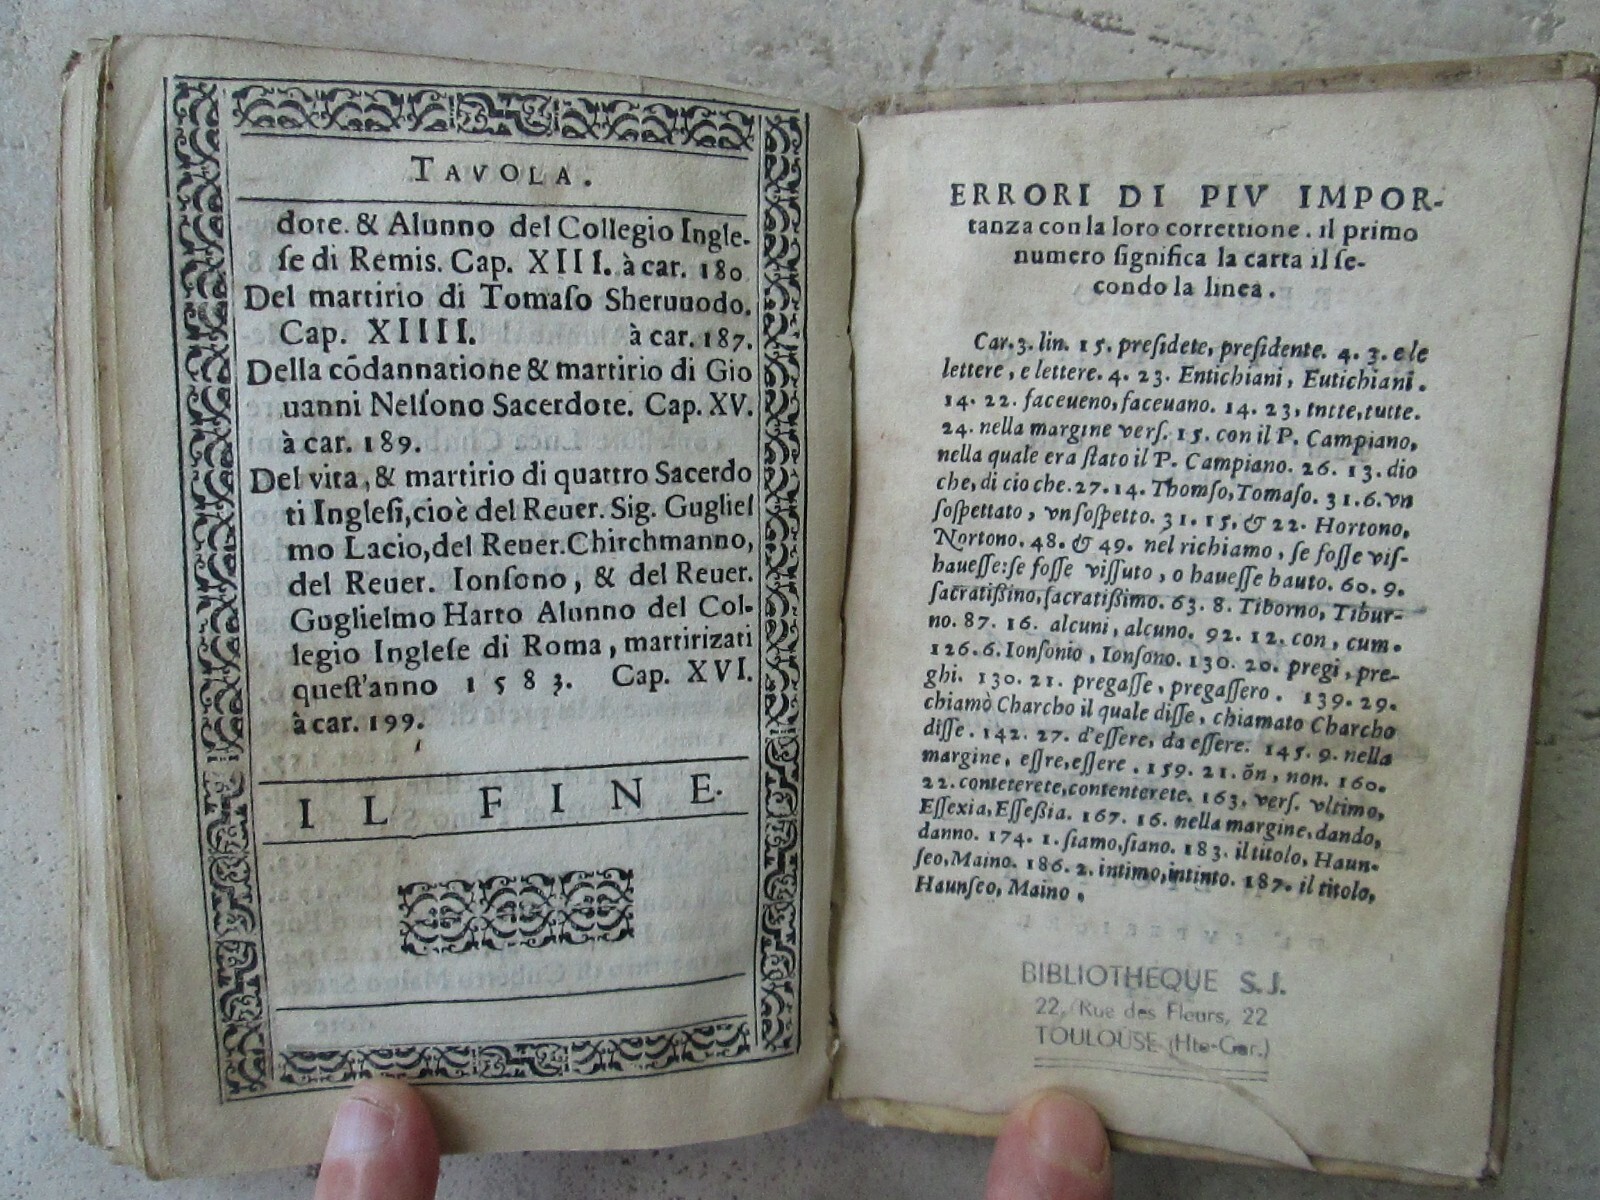 TAVOLA.
dote. & Alunno del Collegio Ingle-
ſe di Remis. Cap. XIII. à car. 180
Del martirio di Tomaſo Sheruuodo.
Cap. XIIII. à car. 187.
Della cõdannatione & martirio di Gio
uanni Nelſono Sacerdote. Cap. XV.
à car. 189.
Del vita, & martirio di quattro Sacerdo
ti Ingleſi, cioè del Reuer. Sig. Gugliel
mo Lacio, del Reuer. Chirchmanno,
del Reuer. Ionſono, & del Reuer.
Guglielmo Harto Alunno del Col-
legio Ingleſe di Roma, martirizati
queſt'anno 1583. Cap. XVI.
à car. 199.
IL FINE.
ERRORI DI PIV IMPOR-
tanza con la loro correttione. il primo
numero ſignifica la carta il ſe-
condo la linea.
Car. 3. lin. 15. preſidete, preſidente. 4. 3. e le
lettere, e lettere. 4. 23. Entichiani, Eutichiani.
14. 22. faceueno, faceuano. 14. 23, tntte, tutte.
24. nella margine verſ. 15. con il P. Campiano,
nella quale era ſtato il P. Campiano. 26. 13. dio
che, di cio che. 27. 14. Thomſo, Tomaſo. 31. 6. vn
ſoſpettato, vn ſoſpetto. 31. 15, & 22. Hortono,
Nortono. 48. & 49. nel richiamo, ſe foſſe viſ-
haueſſe: ſe foſſe viſſuto, o haueſſe hauto. 60. 9.
ſacratißino, ſacratißimo. 63. 8. Tiborno, Tibur-
no. 87. 16. alcuni, alcuno. 92. 12. con, cum.
126. 6. Ionſonio, Ionſono. 130. 20. pregi, pre-
ghi. 130. 21. pregaſſe, pregaſſero. 139. 29.
chiamò Charcho il quale diſſe, chiamato Charcho
diſſe. 142. 27. d'eſſere, da eſſere. 145. 9. nella
margine, eſſre, eſſere. 159. 21. õn, non. 160.
22. conteterete, contenterete. 163. verſ. vltimo,
Eſſexia, Eſſeßia. 167. 16. nella margine, dando,
danno. 174. 1. ſiamo, ſiano. 183. il titolo, Haun-
ſeo, Maino. 186. 2. intimo, intinto. 187. il titolo,
Haunſeo, Maino,
BIBLIOTHEQUE S.J.
22, Rue des Fleurs, 22
TOULOUSE (Hte-Gar.)